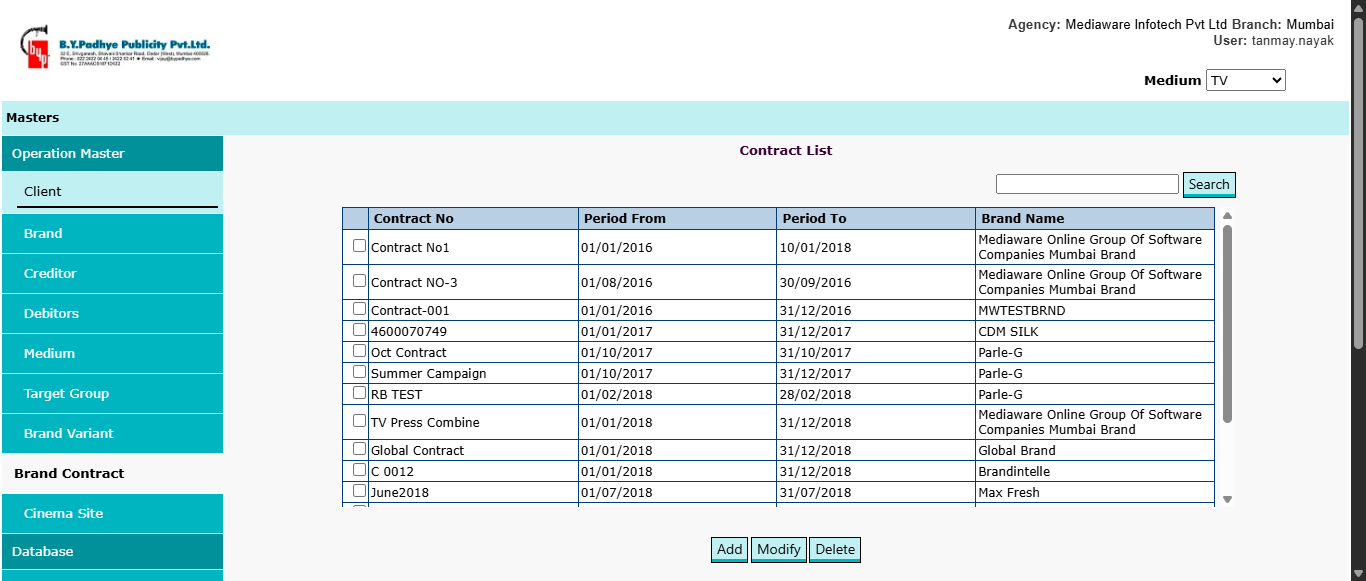 Agency: Mediaware Infotech Pvt Ltd Branch: Mumbai
User: tanmay.nayak
byp
B.Y.Padhye Publicity Pvt.Ltd.
Medium TV
Masters
Operation Master
Client
Brand
Creditor
Debitors
Medium
Target Group
Brand Variant
Brand Contract
Cinema Site
Database
Contract List
Search
Contract No Period From Period To Brand Name
Contract No1 01/01/2016 10/01/2018 Mediaware Online Group Of Software
Companies Mumbai Brand
Contract NO-3 01/08/2016 30/09/2016 Mediaware Online Group Of Software
Companies Mumbai Brand
Contract-001 01/01/2016 31/12/2016 MWTESTBRND
4600070749 01/01/2017 31/12/2017 CDM SILK
Oct Contract 01/10/2017 31/10/2017 Parle-G
Summer Campaign 01/10/2017 31/12/2017 Parle-G
RB TEST 01/02/2018 28/02/2018 Parle-G
TV Press Combine 01/01/2018 31/12/2018 Mediaware Online Group Of Software
Companies Mumbai Brand
Global Contract 01/01/2018 31/12/2018 Global Brand
C 0012 01/01/2018 31/12/2018 Brandintelle
June2018 01/07/2018 31/07/2018 Max Fresh
Add Modify Delete